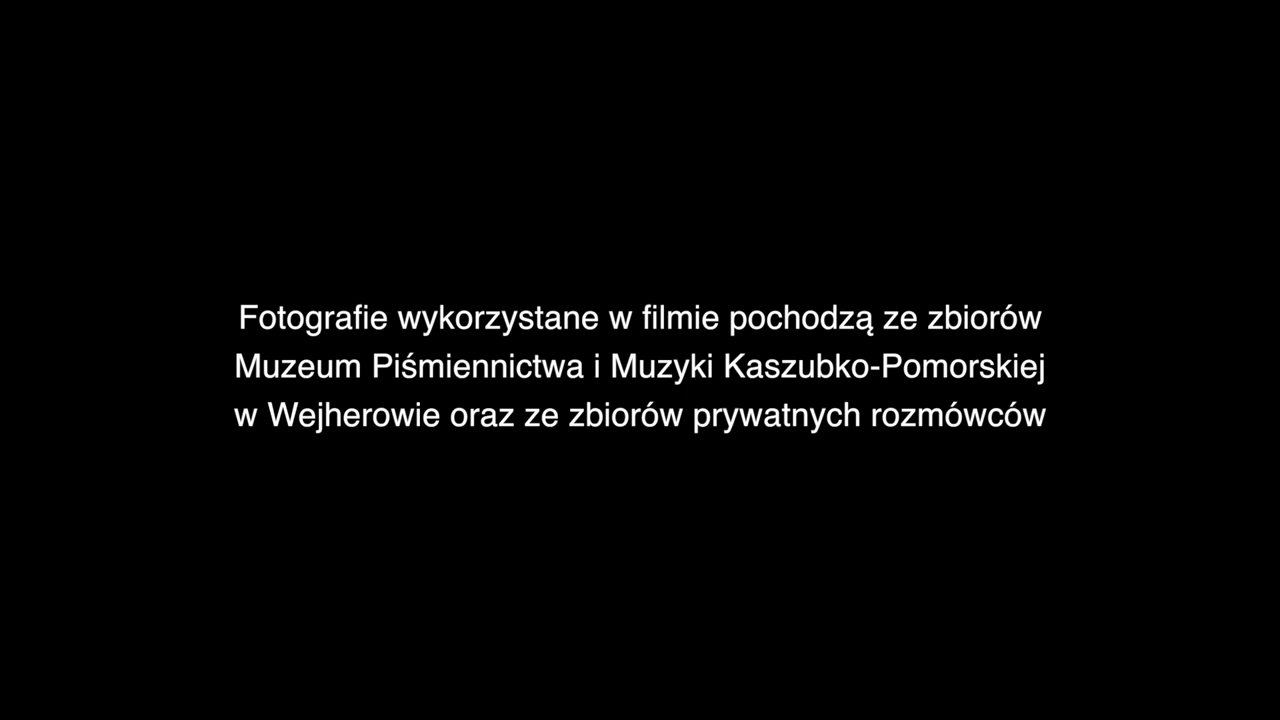 Fotografie wykorzystane w filmie pochodzą ze zbiorów
Muzeum Piśmiennictwa i Muzyki Kaszubko-Pomorskiej
w Wejherowie oraz ze zbiorów prywatnych rozmówców